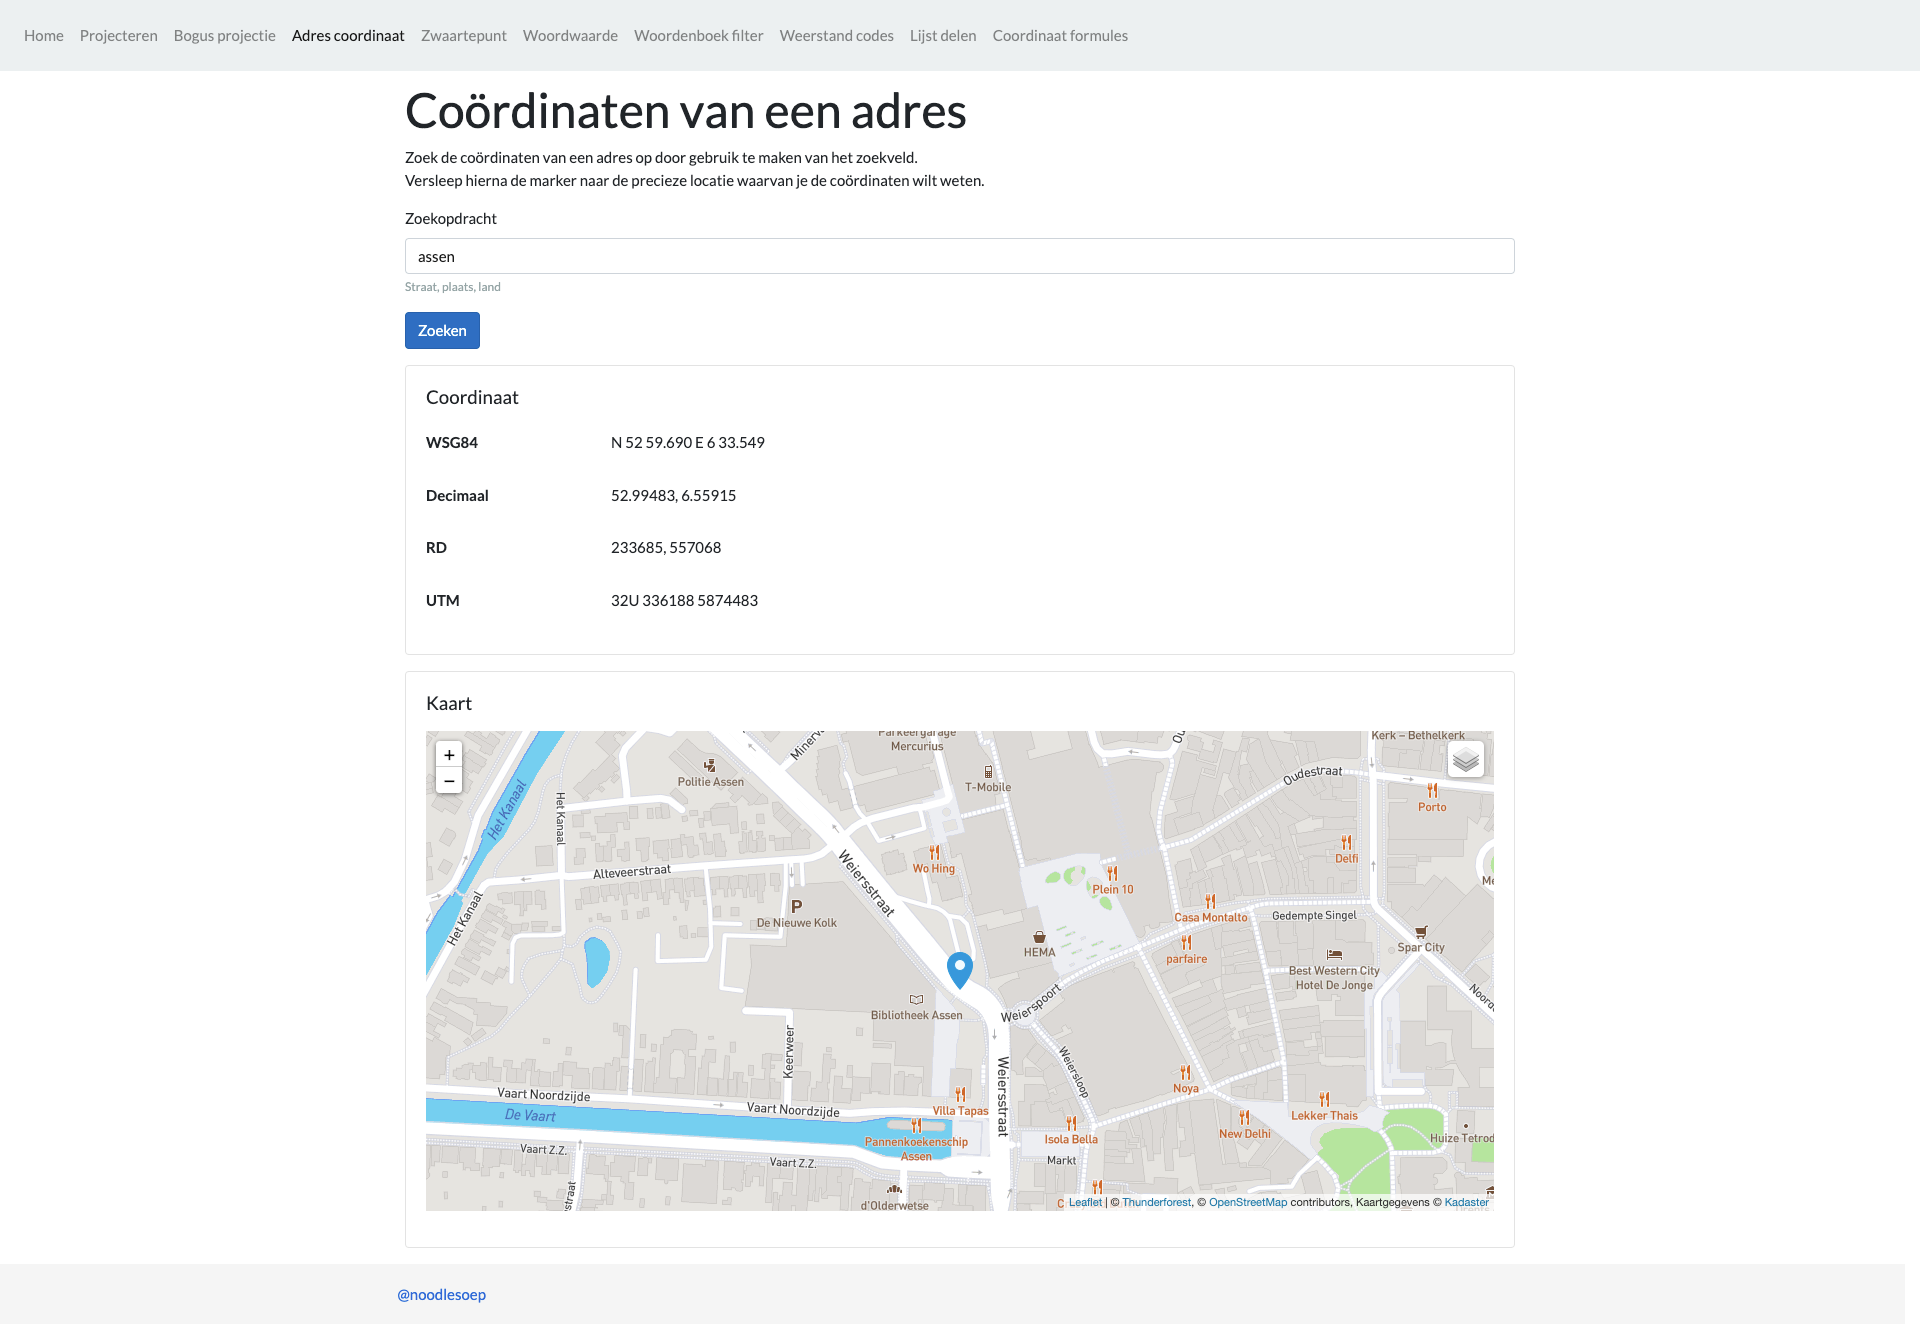 Home Projecteren Bogus projectie Adres coordinaat Zwaartepunt Woordwaarde Woordenboek filter Weerstand codes Lijst delen Coordinaat formules
Coördinaten van een adres
Zoek de coördinaten van een adres op door gebruik te maken van het zoekveld.
Versleep hierna de marker naar de precieze locatie waarvan je de coördinaten wilt weten.
Zoekopdracht
assen
Straat, plaats, land
Zoeken
Coordinaat
WSG84 N 52 59.690 E 6 33.549
Decimaal 52.99483, 6.55915
RD 233685, 557068
UTM 32U 336188 5874483
Kaart
+
−
Parkeergarage
Mercurius
Kerk – Bethelkerk
Politie Assen
T-Mobile
Oudestraat
Porto
Het Kanaal
Het Kanaal
Delfi
Wo Hing
Alteveerstraat
Weiersstraat
Plein 10
P
De Nieuwe Kolk
Casa Montalto
Gedempte Singel
Het Kanaal
HEMA
parfaire
Spar City
Best Western City
Hotel De Jonge
Bibliotheek Assen
Weierspoort
Keerweer
Weiersloop
Weiersstraat
Noya
Vaart Noordzijde
Vaart Noordzijde
De Vaart
Villa Tapas
Lekker Thais
New Delhi
Isola Bella
Pannenkoekenschip
Assen
Huize Tetrod
Vaart Z.Z.
Vaart Z.Z.
Markt
d'Olderwetse
Leaflet | © Thunderforest, © OpenStreetMap contributors, Kaartgegevens © Kadaster
@noodlesoep